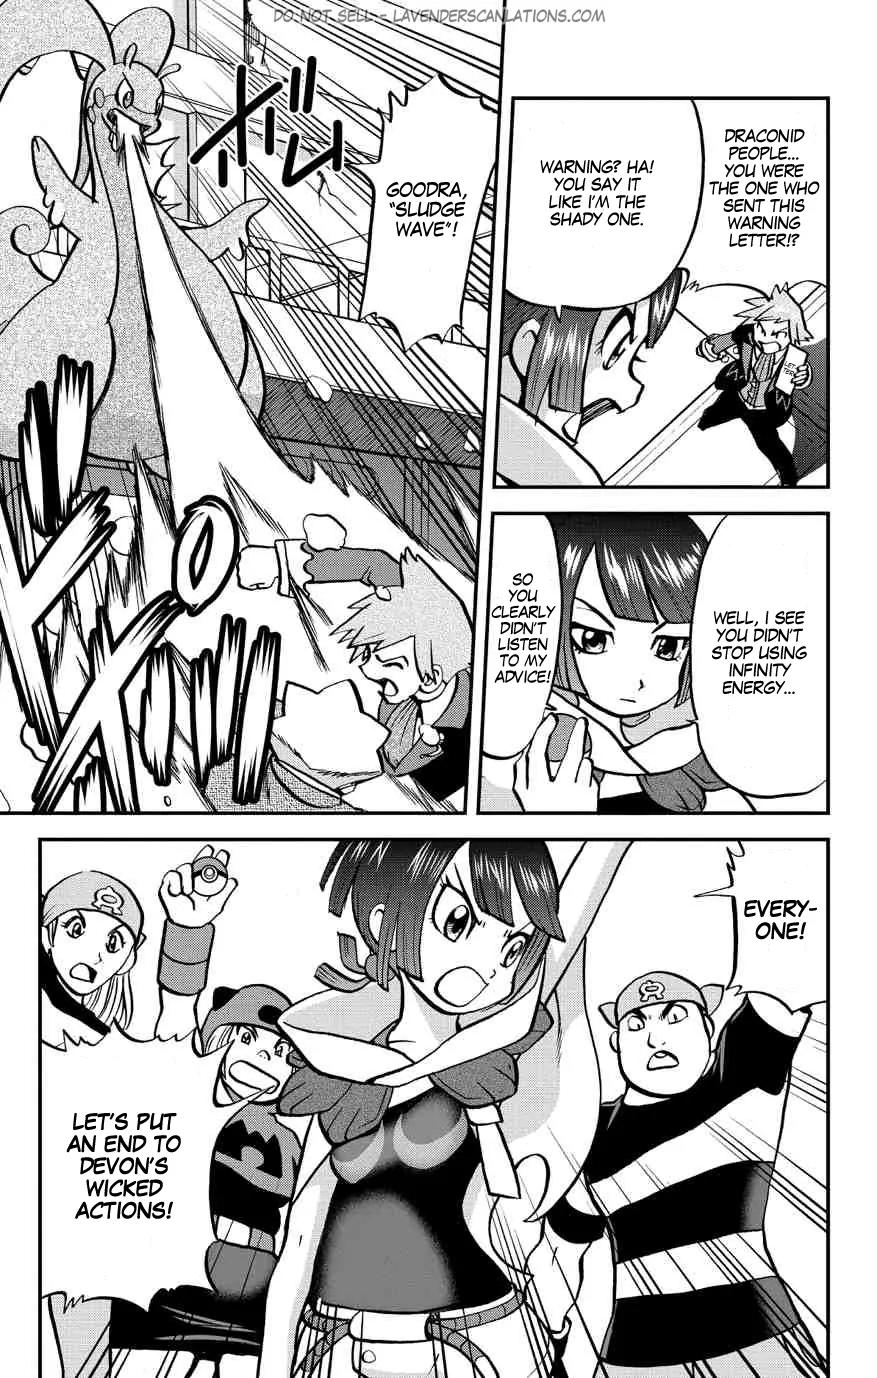 DO NOT SELL - LAVENDERSCANLATIONS.COM
DRACONID
PEOPLE...
YOU WERE
THE ONE WHO
SENT THIS
WARNING
LETTER!?
WARNING? HA!
YOU SAY IT
LIKE I'M THE
SHADY ONE.
LETTER
WELL, I SEE
YOU DIDN'T
STOP USING
INFINITY
ENERGY...
SO
YOU
CLEARLY
DIDN'T
LISTEN
TO MY
ADVICE!
GOODRA,
"SLUDGE
WAVE"!
EVERY-
ONE!
LET'S PUT
AN END TO
DEVON'S
WICKED
ACTIONS!